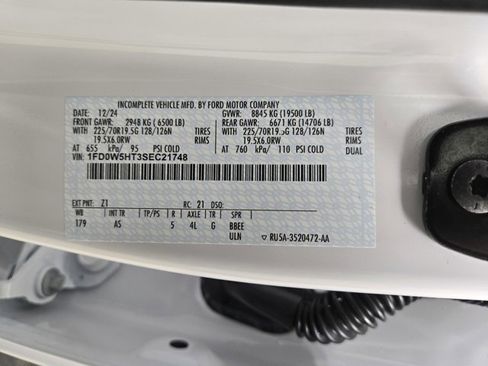 INCOMPLETE VEHICLE MFD. BY FORD MOTOR COMPANY
DATE: 12/24 GVWR: 8845 KG (19500 LB)
FRONT GAWR: 2948 KG (6500 LB) REAR GAWR: 6671 KG (14706 LB)
WITH 225/70R19.5G 128/126N TIRES WITH 225/70R19.5G 128/126N TIRES
19.5X6.0RW RIMS 19.5X6.0RW RIMS
AT 655 kPa/ 95 PSI COLD AT 760 kPa/ 110 PSI COLD DUAL
VIN: 1FD0W5HT3SEC21748
EXT PNT: Z1 RC: 21 DSO:
WB INT TR TP/PS R AXLE TR SPR
179 AS 5 4L G BBEE
ULN ▽ RU5A-3520472-AA